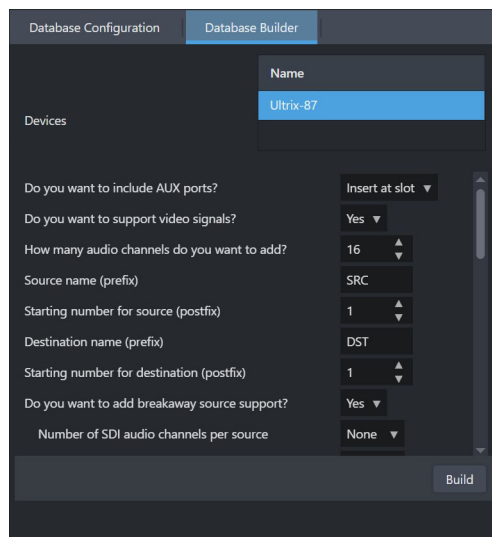 Database Configuration Database Builder
Name
Ultrix-87
Devices
Do you want to include AUX ports? Insert at slot
Do you want to support video signals? Yes
How many audio channels do you want to add? 16
Source name (prefix) SRC
Starting number for source (postfix) 1
Destination name (prefix) DST
Starting number for destination (postfix) 1
Do you want to add breakaway source support? Yes
Number of SDI audio channels per source None
Build